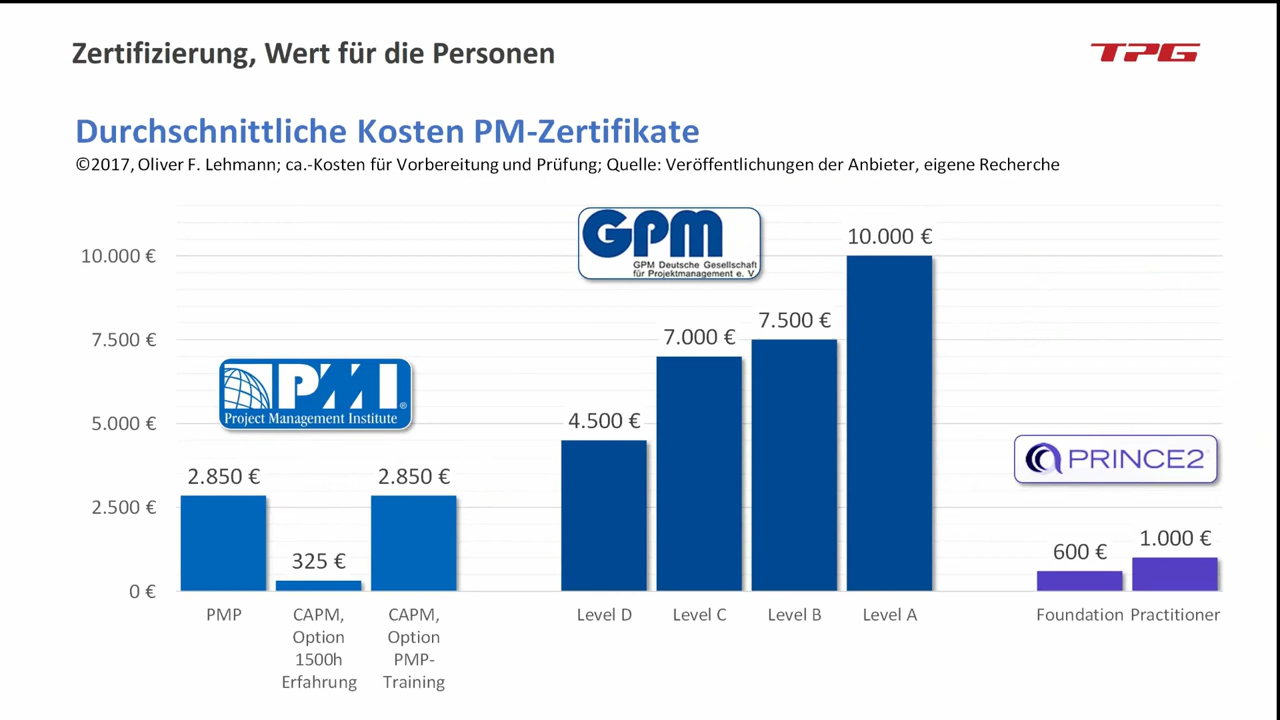 Zertifizierung, Wert für die Personen
TPG
Durchschnittliche Kosten PM-Zertifikate
©2017, Oliver F. Lehmann; ca.-Kosten für Vorbereitung und Prüfung; Quelle: Veröffentlichungen der Anbieter, eigene Recherche
10.000 €
7.500 €
5.000 €
2.500 €
0 €
PMI®
Project Management Institute
2.850 €
325 €
2.850 €
PMP
CAPM,
Option
1500h
Erfahrung
CAPM,
Option
PMP-
Training
GPM
GPM Deutsche Gesellschaft
für Projektmanagement e. V.
4.500 €
7.000 €
7.500 €
10.000 €
Level D
Level C
Level B
Level A
PRINCE2
600 €
1.000 €
Foundation
Practitioner